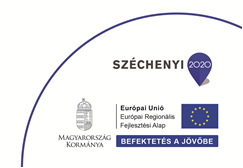 SZÉCHENYI 2020
MAGYARORSZÁG
KORMÁNYA
Európai Unió
Európai Regionális
Fejlesztési Alap
BEFEKTETÉS A JÖVŐBE